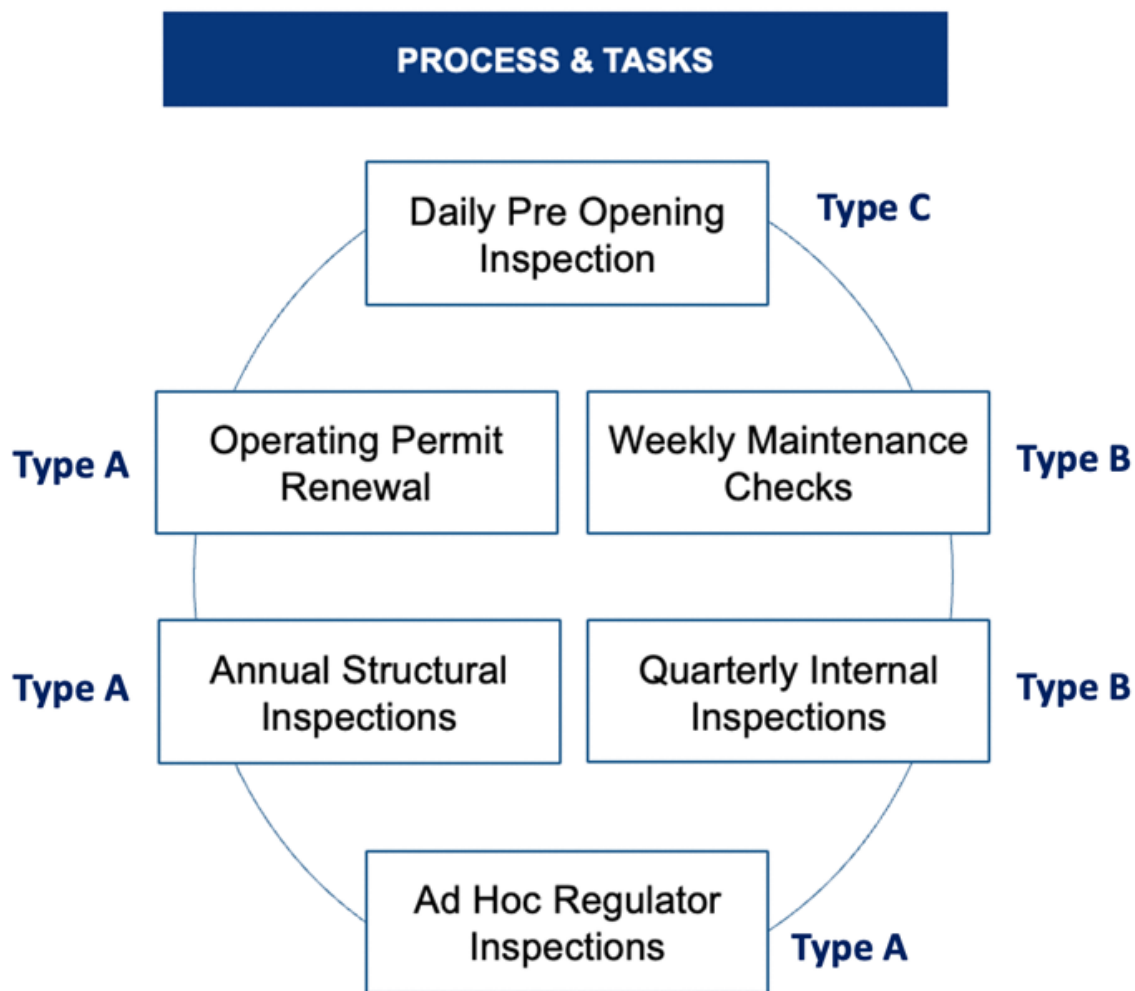 PROCESS & TASKS
Daily Pre Opening
Inspection
Type C
Operating Permit
Renewal
Type A
Weekly Maintenance
Checks
Type B
Annual Structural
Inspections
Type A
Quarterly Internal
Inspections
Type B
Ad Hoc Regulator
Inspections
Type A